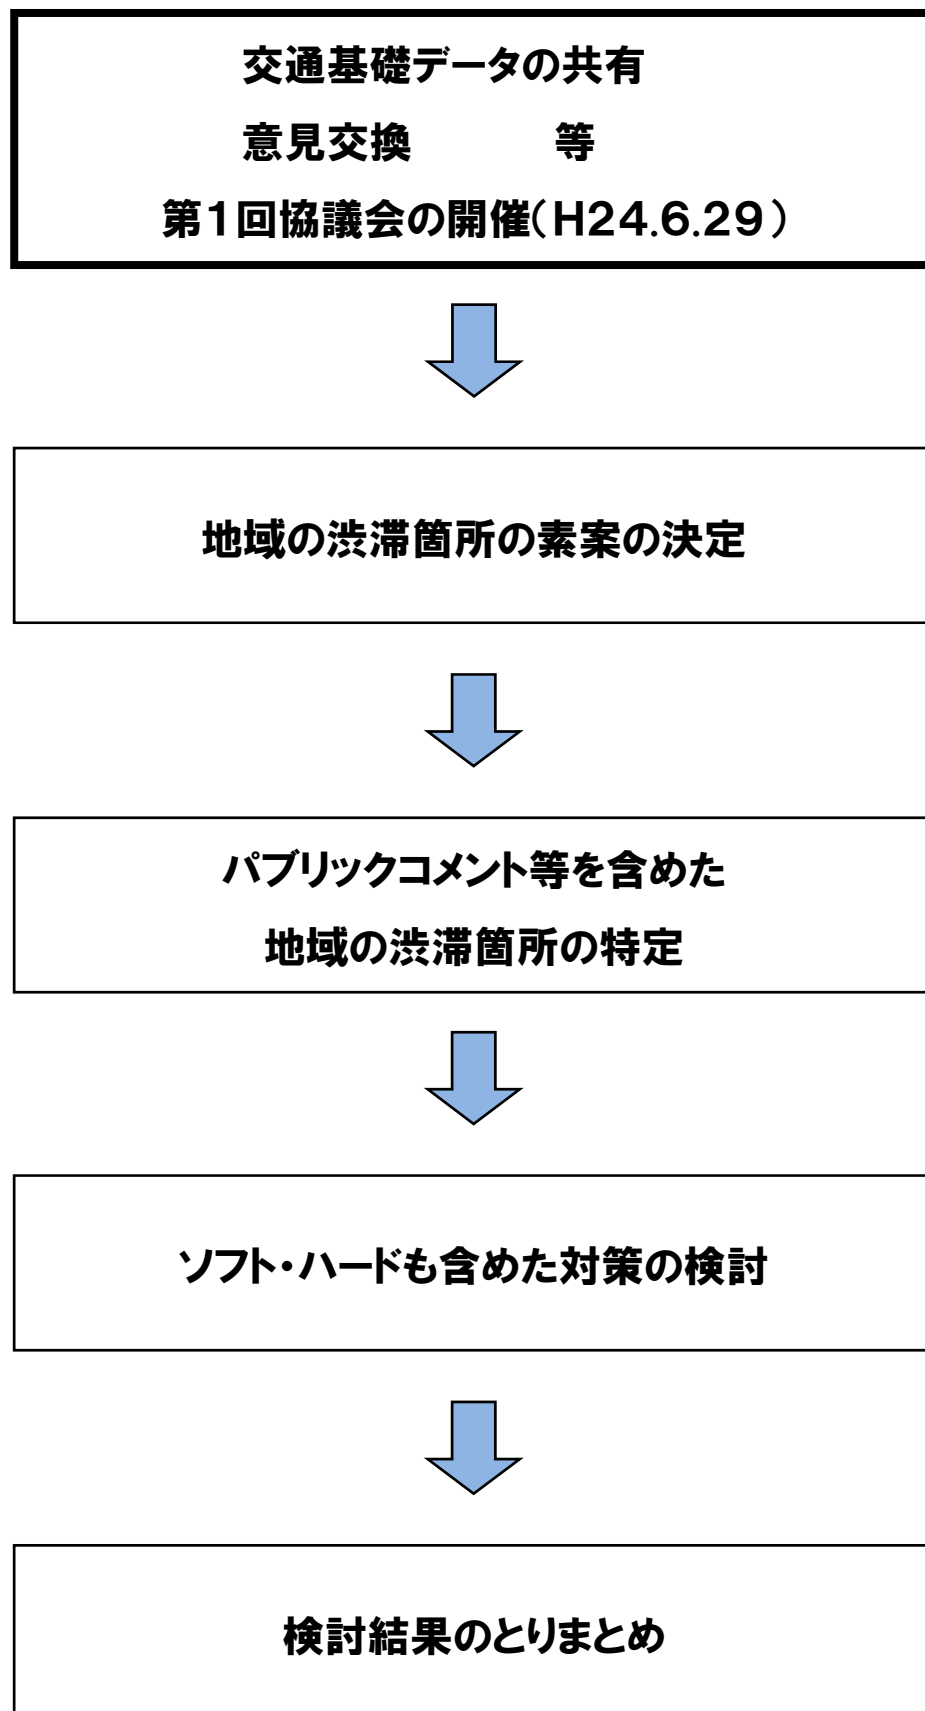 交通基礎データの共有
意見交換　　　等
第1回協議会の開催(H24.6.29)
地域の渋滞箇所の素案の決定
パブリックコメント等を含めた
地域の渋滞箇所の特定
ソフト・ハードも含めた対策の検討
検討結果のとりまとめ